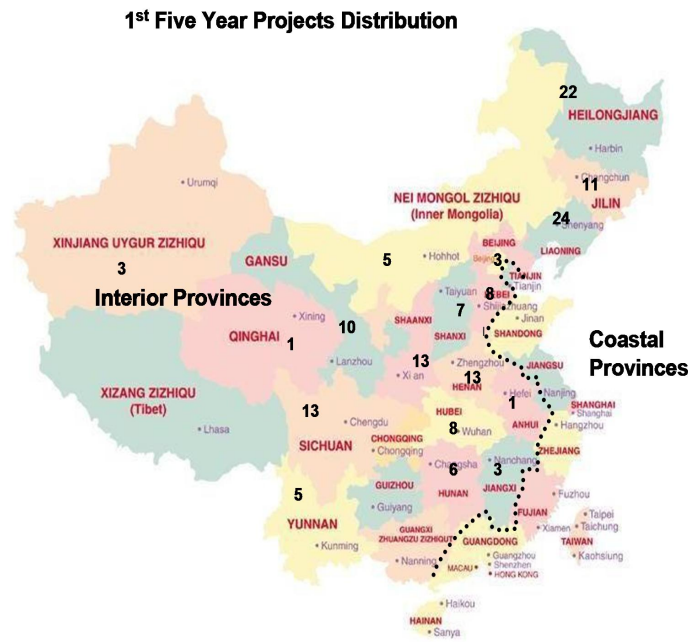 1st Five Year Projects Distribution
22
HEILONGJIANG
Harbin
Changchun
11
JILIN
24
Shenyang
LIAONING
Urumqi
NEI MONGOL ZIZHIQU
(Inner Mongolia)
5
Hohhot
BEIJING
Beijing
3
TIANJIN
Tianjin
XINJIANG UYGUR ZIZHIQU
3
GANSU
Interior Provinces
8
HEBEI
Shijiazhuang
Taiyuan
7
SHANXI
Jinan
SHANDONG
Coastal
Provinces
Xining
QINGHAI
1
10
Lanzhou
SHAANXI
13
Xi an
Zhengzhou
13
HENAN
JIANGSU
Nanjing
Hefei
1
ANHUI
SHANGHAI
Shanghai
Hangzhou
ZHEJIANG
XIZANG ZIZHIQU
(Tibet)
Lhasa
13
Chengdu
SICHUAN
CHONGQING
Chongqing
HUBEI
8
Wuhan
Changsha
6
HUNAN
Nanchang
3
JIANGXI
5
YUNNAN
Kunming
GUIZHOU
Guiyang
GUANGXI
ZHUANGZU ZIZHIQUT
Nanning
Fuzhou
FUJIAN
Xiamen
Taipei
Taichung
TAIWAN
Kaohsiung
GUANGDONG
Guangzhou
Shenzhen
MACAU
HONG KONG
Haikou
HAINAN
Sanya